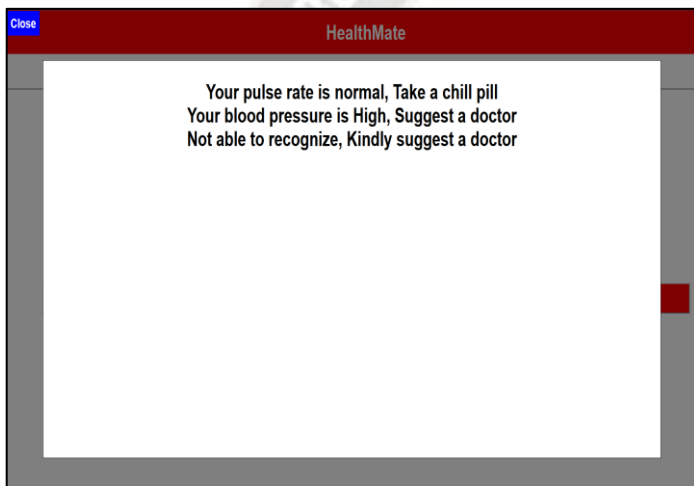 Close
HealthMate
Your pulse rate is normal, Take a chill pill
Your blood pressure is High, Suggest a doctor
Not able to recognize, Kindly suggest a doctor